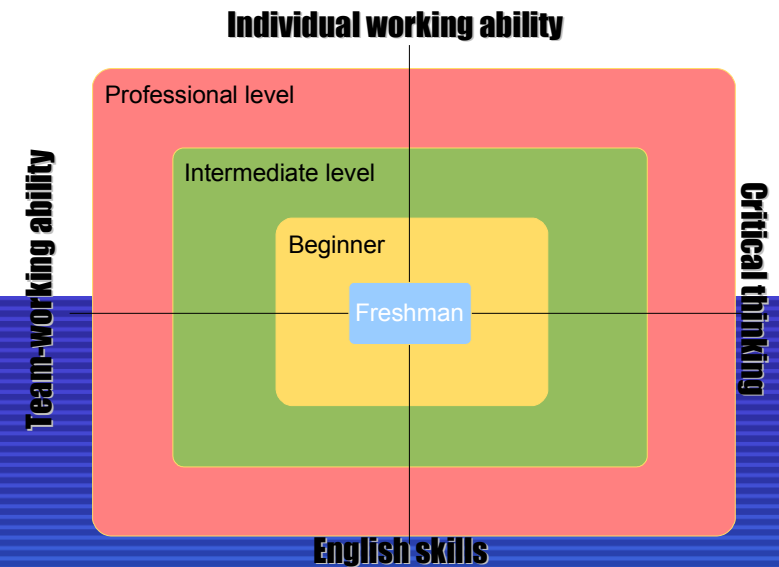 Individual working ability
Professional level
Intermediate level
Beginner
Freshman
Team-working ability
Critical thinking
English skills